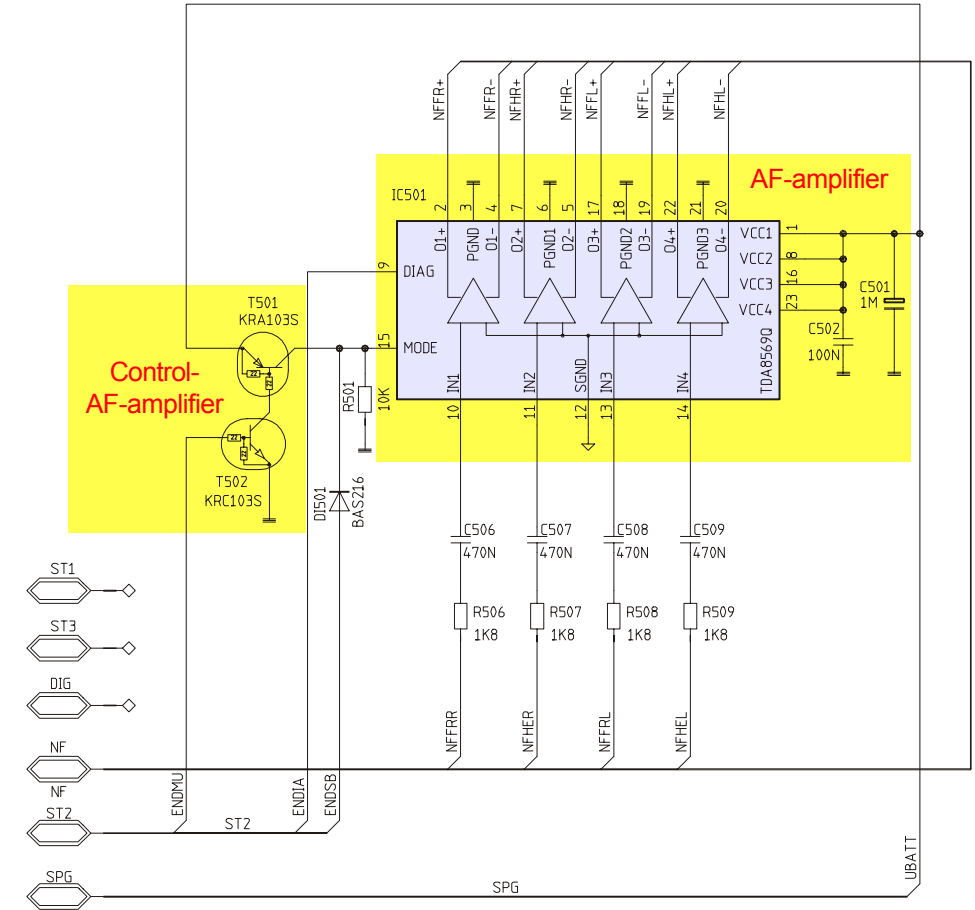 NFFR+
NFFR-
NFHR+
NFHR-
NFFL+
NFFL-
NFHL+
NFHL-
AF-amplifier
IC501
2
3
4
7
6
5
17
18
19
22
21
20
O1+
PGND
O1-
O2+
PGND1
O2-
O3+
PGND2
O3-
O4+
PGND3
O4-
VCC1
1
VCC2
8
VCC3
16
VCC4
23
9
DIAG
C501
1M
C502
100N
T501
KRA103S
15
MODE
22
22
Control-
AF-amplifier
R501
10K
IN1
IN2
SGND
IN3
IN4
TDA8569Q
10
11
12
13
14
22
22
T502
KRC103S
DI501
BAS216
C506
470N
C507
470N
C508
470N
C509
470N
ST1
R506
1K8
R507
1K8
R508
1K8
R509
1K8
ST3
DIG
NFFRR
NFHER
NFFRL
NFHEL
NF
NF
ENDMU
ENDIA
ENDSB
ST2
ST2
UBATT
SPG
SPG